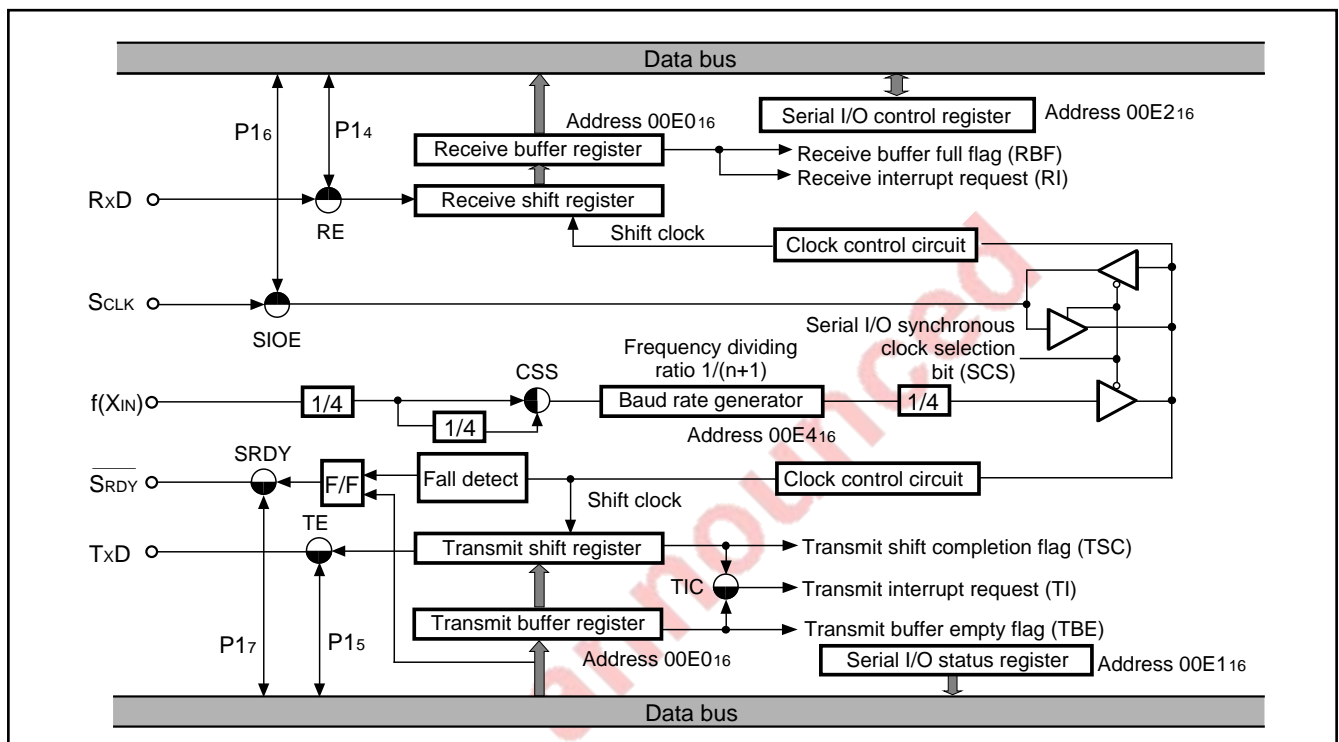 Data bus
P16
P14
Address 00E016
Serial I/O control register
Address 00E216
Receive buffer register
Receive buffer full flag (RBF)
Receive interrupt request (RI)
RxD
Receive shift register
RE
Shift clock
Clock control circuit
SCLK
SIOE
Serial I/O synchronous
clock selection
bit (SCS)
Frequency dividing
ratio 1/(n+1)
CSS
f(XIN)
1/4
1/4
Baud rate generator
1/4
Address 00E416
SRDY
SRDY
F/F
Fall detect
Shift clock
Clock control circuit
TE
TxD
Transmit shift register
Transmit shift completion flag (TSC)
TIC
Transmit interrupt request (TI)
Transmit buffer register
Transmit buffer empty flag (TBE)
P17
P15
Address 00E016
Serial I/O status register
Address 00E116
Data bus
announced